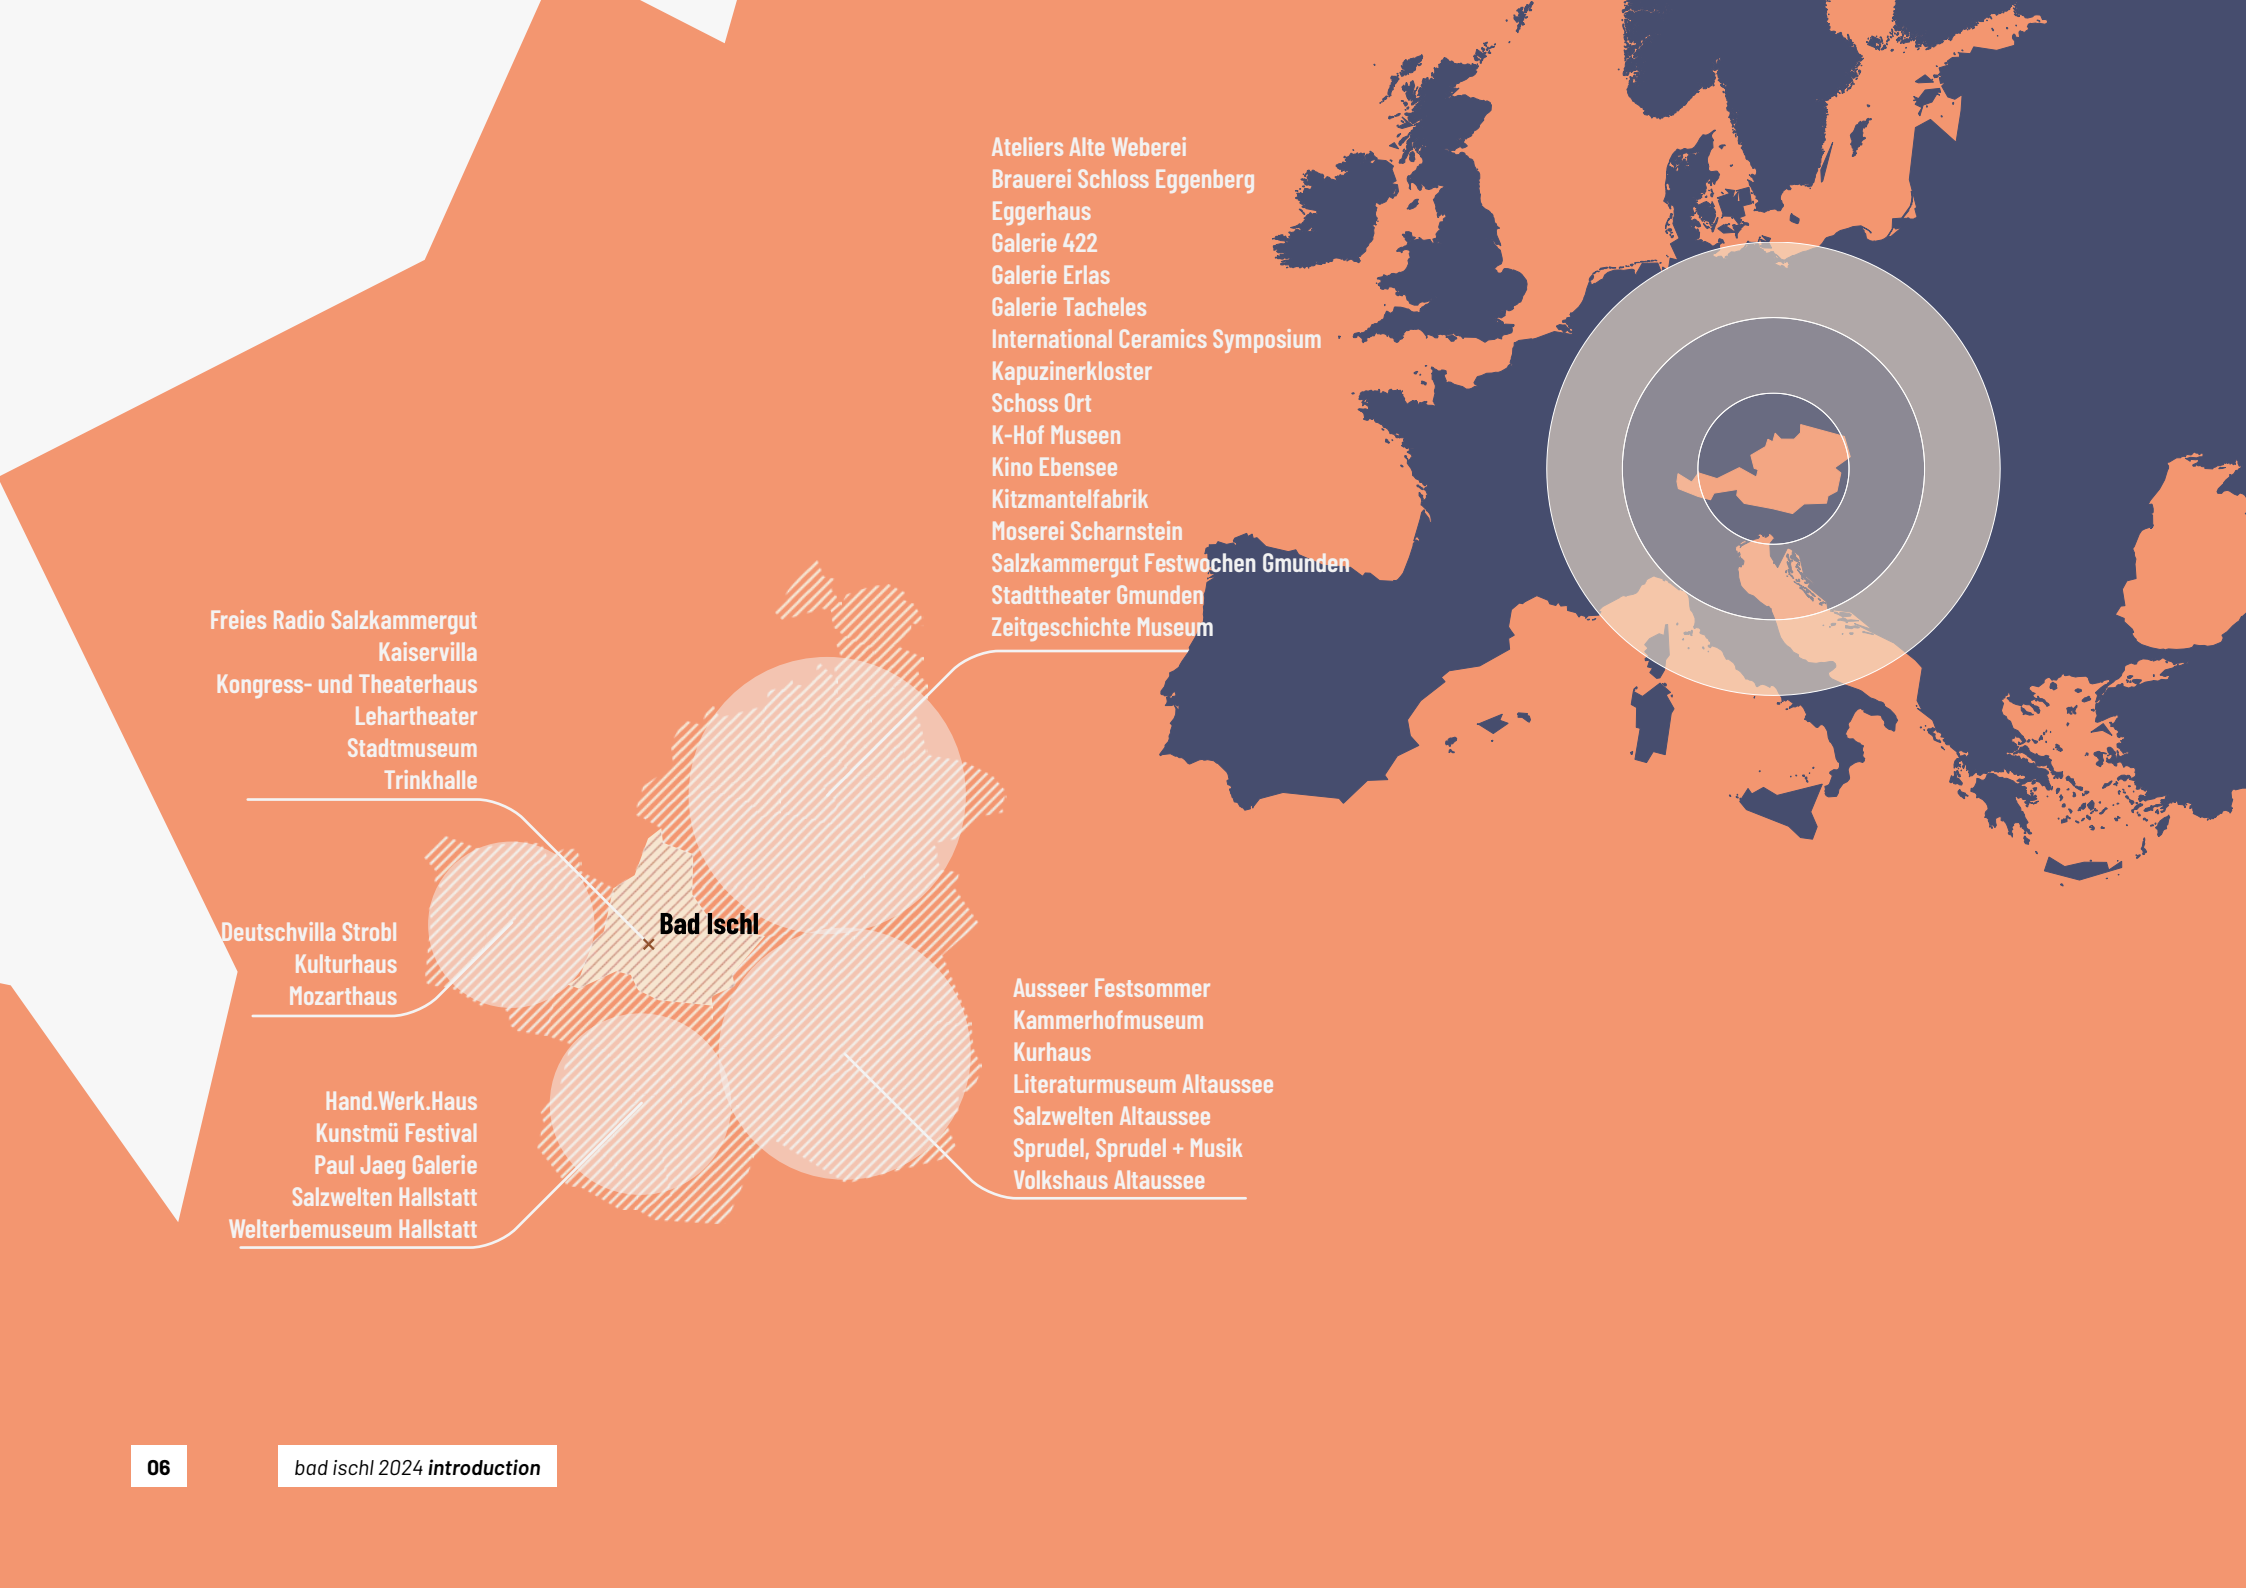 Ateliers Alte Weberei
Brauerei Schloss Eggenberg
Eggerhaus
Galerie 422
Galerie Erlas
Galerie Tacheles
International Ceramics Symposium
Kapuzinerkloster
Schoss Ort
K-Hof Museen
Kino Ebensee
Kitzmantelfabrik
Moserei Scharnstein
Salzkammergut Festwochen Gmunden
Stadttheater Gmunden
Zeitgeschichte Museum
Freies Radio Salzkammergut
Kaiservilla
Kongress- und Theaterhaus
Lehartheater
Stadtmuseum
Trinkhalle
Bad Ischl
Deutschvilla Strobl
Kulturhaus
Mozarthaus
Ausseer Festsommer
Kammerhofmuseum
Kurhaus
Literaturmuseum Altaussee
Salzwelten Altaussee
Sprudel, Sprudel + Musik
Volkshaus Altaussee
Hand.Werk.Haus
Kunstmü Festival
Paul Jaeg Galerie
Salzwelten Hallstatt
Welterbemuseum Hallstatt
06
bad ischl 2024 introduction